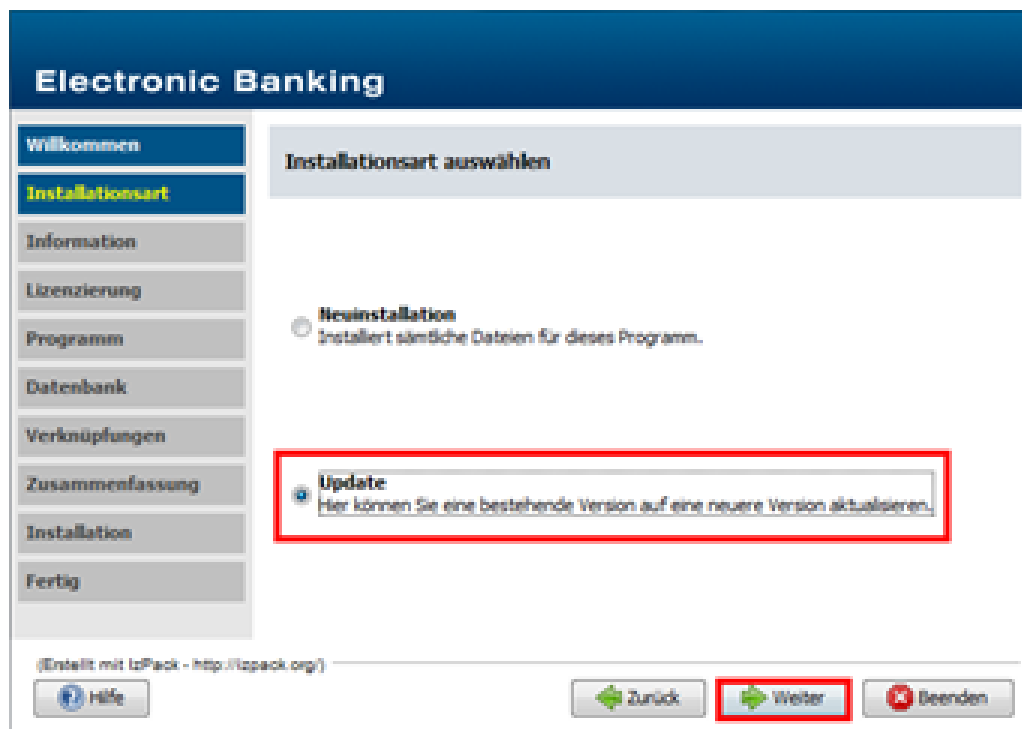 Electronic Banking
Willkommen
Installationsart
Information
Lizenzierung
Programm
Datenbank
Verknüpfungen
Zusammenfassung
Installation
Fertig
Installationsart auswählen
Neuinstallation
Installiert sämtliche Dateien für dieses Programm.
Update
Hier können Sie eine bestehende Version auf eine neuere Version aktualisieren.
(Erstellt mit IzPack - http://izpack.org/)
Hilfe
Zurück
Weiter
Beenden